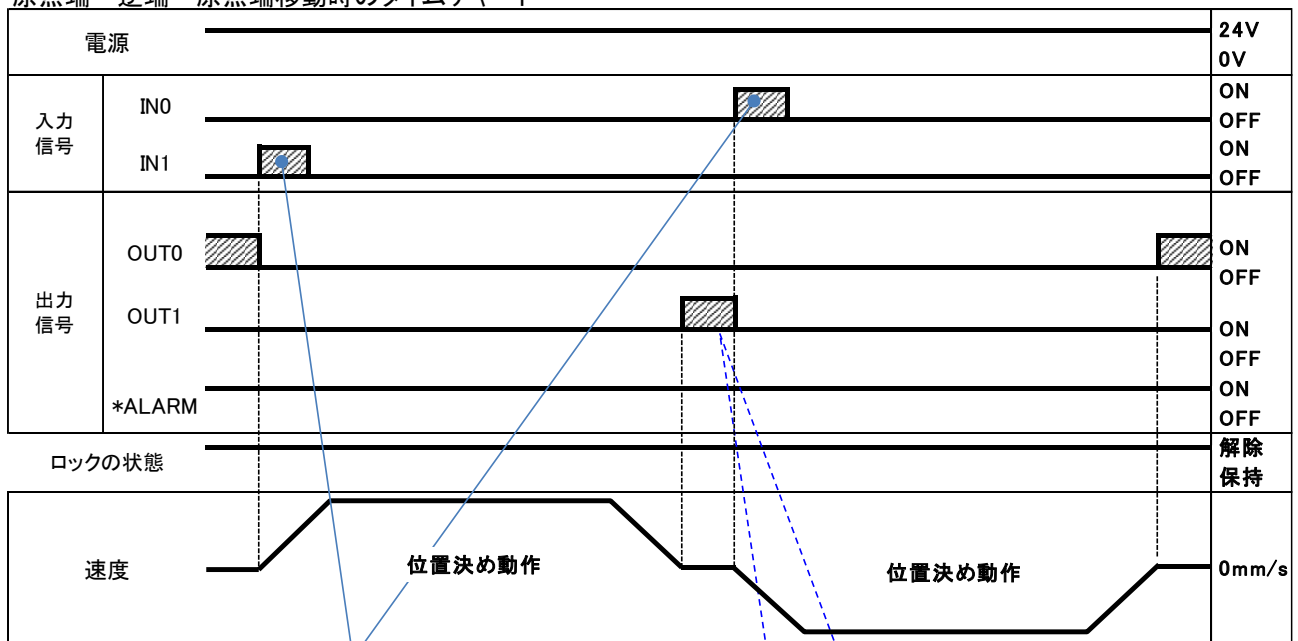 電源
24V
0V
入力
信号
IN0
ON
OFF
IN1
ON
OFF
出力
信号
OUT0
ON
OFF
OUT1
ON
OFF
*ALARM
ON
OFF
ロックの状態
解除
保持
速度
位置決め動作
位置決め動作
0mm/s